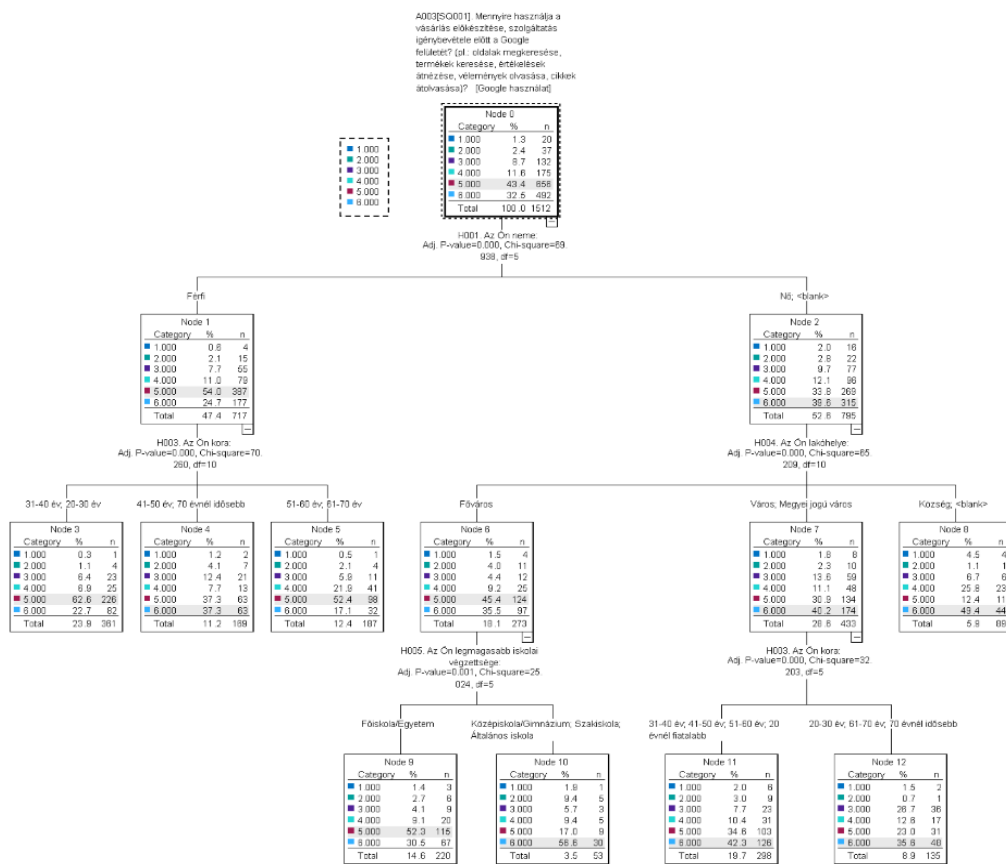 A003[SQ001]. Mennyire használja a
vásárlás előkészítése, szolgáltatás
igénybevétele előtt a Google
felületét? (pl.: oldalak megkeresése,
termékek keresése, értékelések
átnézése, vélemények olvasása, cikkek
átolvasása)? [Google használat]
1.000
2.000
3.000
4.000
5.000
6.000
Node 0
Category % n
1.000 1.3 20
2.000 2.4 37
3.000 8.7 132
4.000 11.6 175
5.000 43.4 656
6.000 32.5 492
Total 100.0 1512
H001. Az Ön neme:
Adj. P-value=0.000, Chi-square=69.
938, df=5
Férfi
Nő; <blank>
Node 1
Category % n
1.000 0.6 4
2.000 2.1 15
3.000 7.7 55
4.000 11.0 79
5.000 54.0 387
6.000 24.7 177
Total 47.4 717
Node 2
Category % n
1.000 2.0 16
2.000 2.8 22
3.000 9.7 77
4.000 12.1 96
5.000 33.8 269
6.000 39.6 315
Total 52.6 795
H003. Az Ön kora:
Adj. P-value=0.000, Chi-square=70.
260, df=10
H004. Az Ön lakóhelye:
Adj. P-value=0.000, Chi-square=65.
209, df=10
31-40 év; 20-30 év
41-50 év; 70 évnél idősebb
51-60 év; 61-70 év
Főváros
Város; Megyei jogú város
Község; <blank>
Node 3
Category % n
1.000 0.3 1
2.000 1.1 4
3.000 6.4 23
4.000 6.9 25
5.000 62.6 226
6.000 22.7 82
Total 23.9 361
Node 4
Category % n
1.000 1.2 2
2.000 4.1 7
3.000 12.4 21
4.000 7.7 13
5.000 37.3 63
6.000 37.3 63
Total 11.2 169
Node 5
Category % n
1.000 0.5 1
2.000 2.1 4
3.000 5.9 11
4.000 21.9 41
5.000 52.4 98
6.000 17.1 32
Total 12.4 187
Node 6
Category % n
1.000 1.5 4
2.000 4.0 11
3.000 4.4 12
4.000 9.2 25
5.000 45.4 124
6.000 35.5 97
Total 18.1 273
Node 7
Category % n
1.000 1.8 8
2.000 2.3 10
3.000 13.6 59
4.000 11.1 48
5.000 30.9 134
6.000 40.2 174
Total 28.6 433
Node 8
Category % n
1.000 4.5 4
2.000 1.1 1
3.000 6.7 6
4.000 25.8 23
5.000 12.4 11
6.000 49.4 44
Total 5.9 89
H005. Az Ön legmagasabb iskolai
végzettsége:
Adj. P-value=0.001, Chi-square=25.
024, df=5
H003. Az Ön kora:
Adj. P-value=0.000, Chi-square=32.
203, df=5
Főiskola/Egyetem
Középiskola/Gimnázium; Szakiskola;
Általános iskola
31-40 év; 41-50 év; 51-60 év; 20
évnél fiatalabb
20-30 év; 61-70 év; 70 évnél idősebb
Node 9
Category % n
1.000 1.4 3
2.000 2.7 6
3.000 4.1 9
4.000 9.1 20
5.000 52.3 115
6.000 30.5 67
Total 14.6 220
Node 10
Category % n
1.000 1.9 1
2.000 9.4 5
3.000 5.7 3
4.000 9.4 5
5.000 17.0 9
6.000 56.6 30
Total 3.5 53
Node 11
Category % n
1.000 2.0 6
2.000 3.0 9
3.000 7.7 23
4.000 10.4 31
5.000 34.6 103
6.000 42.3 126
Total 19.7 298
Node 12
Category % n
1.000 1.5 2
2.000 0.7 1
3.000 26.7 36
4.000 12.6 17
5.000 23.0 31
6.000 35.6 48
Total 8.9 135